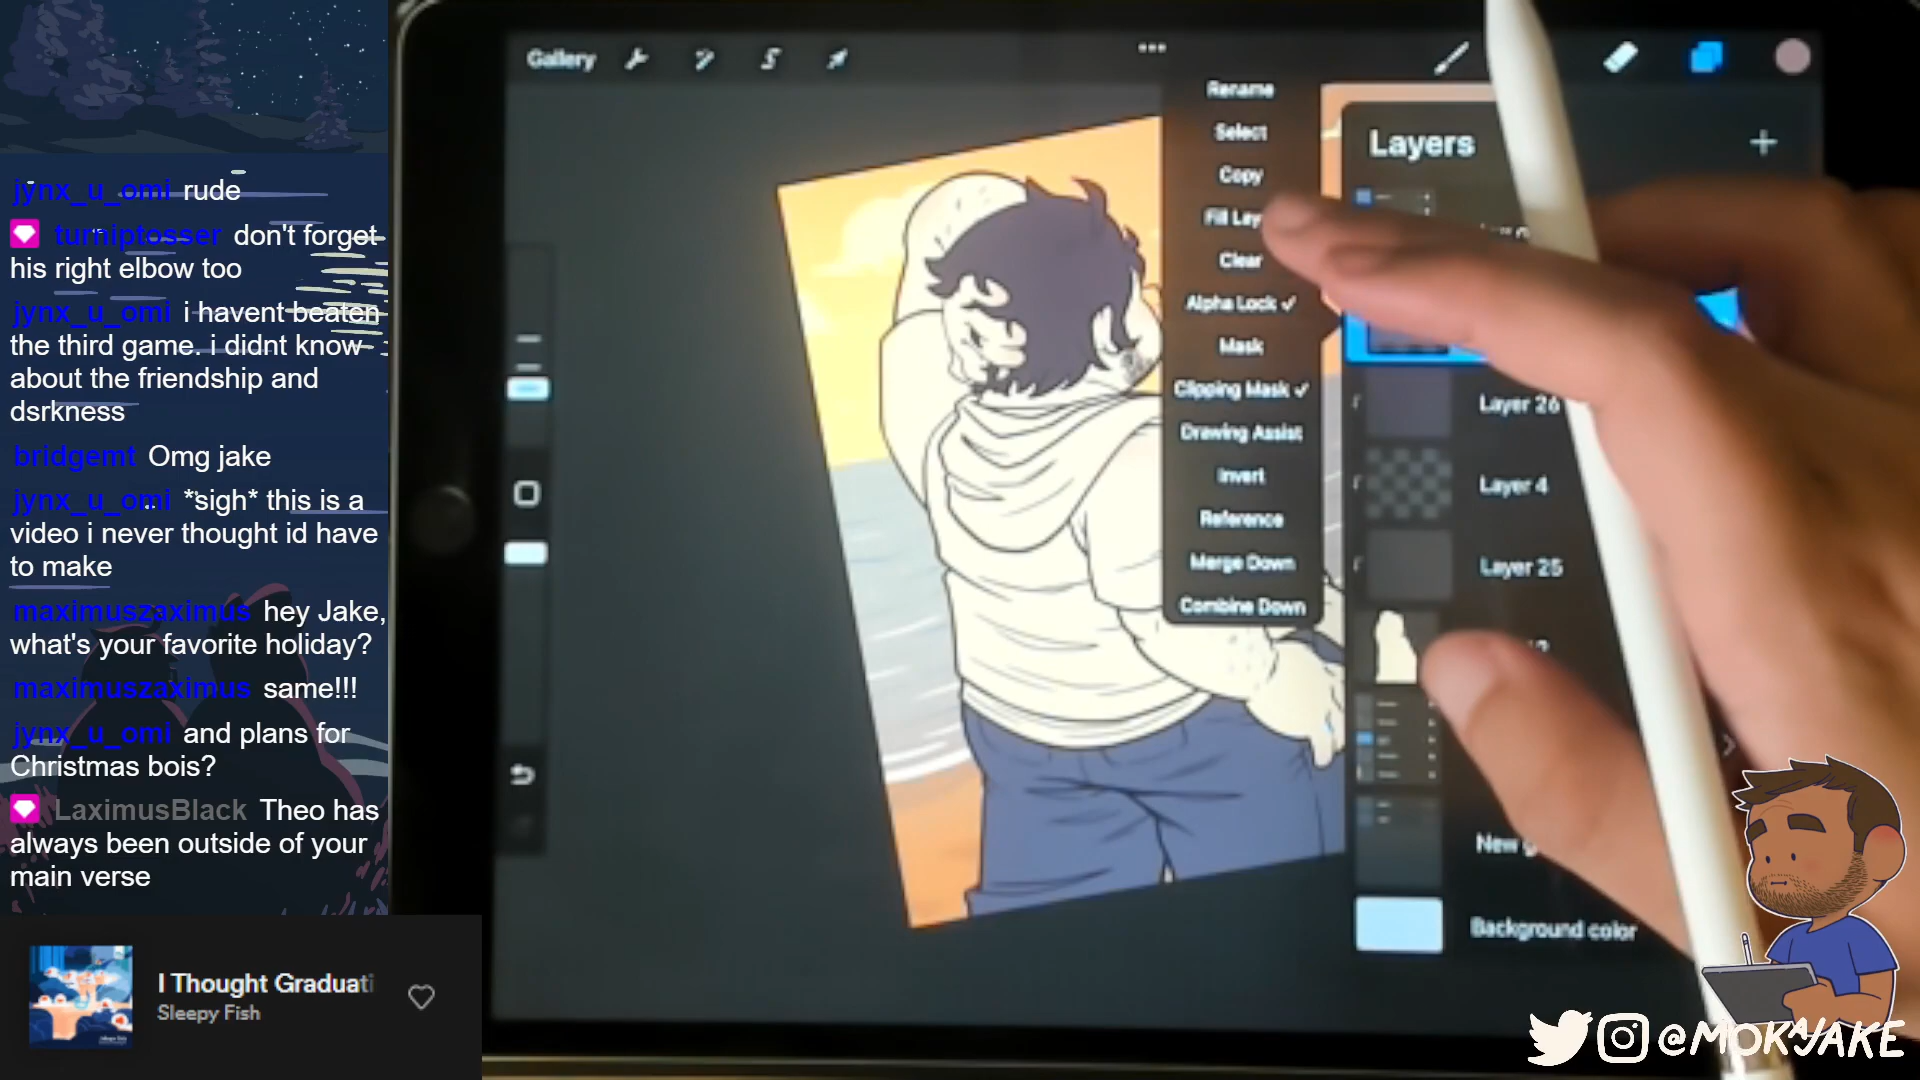 jynx_u_omi rude
turniptosser don't forget
his right elbow too
jynx_u_omi i havent beaten
the third game. i didnt know
about the friendship and
dsrkness
bridgemt Omg jake
jynx_u_omi *sigh* this is a
video i never thought id have
to make
maximuszaximus hey Jake,
what's your favorite holiday?
maximuszaximus same!!!
jynx_u_omi and plans for
Christmas bois?
LaximusBlack Theo has
always been outside of your
main verse
I Thought Graduati
Sleepy Fish
Gallery
Rename
Select
Copy
Fill Lay
Clear
Alpha Lock ✓
Mask
Clipping Mask ✓
Drawing Assist
Invert
Reference
Merge Down
Combine Down
Layers
Layer 26
Layer 4
Layer 25
New g
Background color
@MOKAJAKE